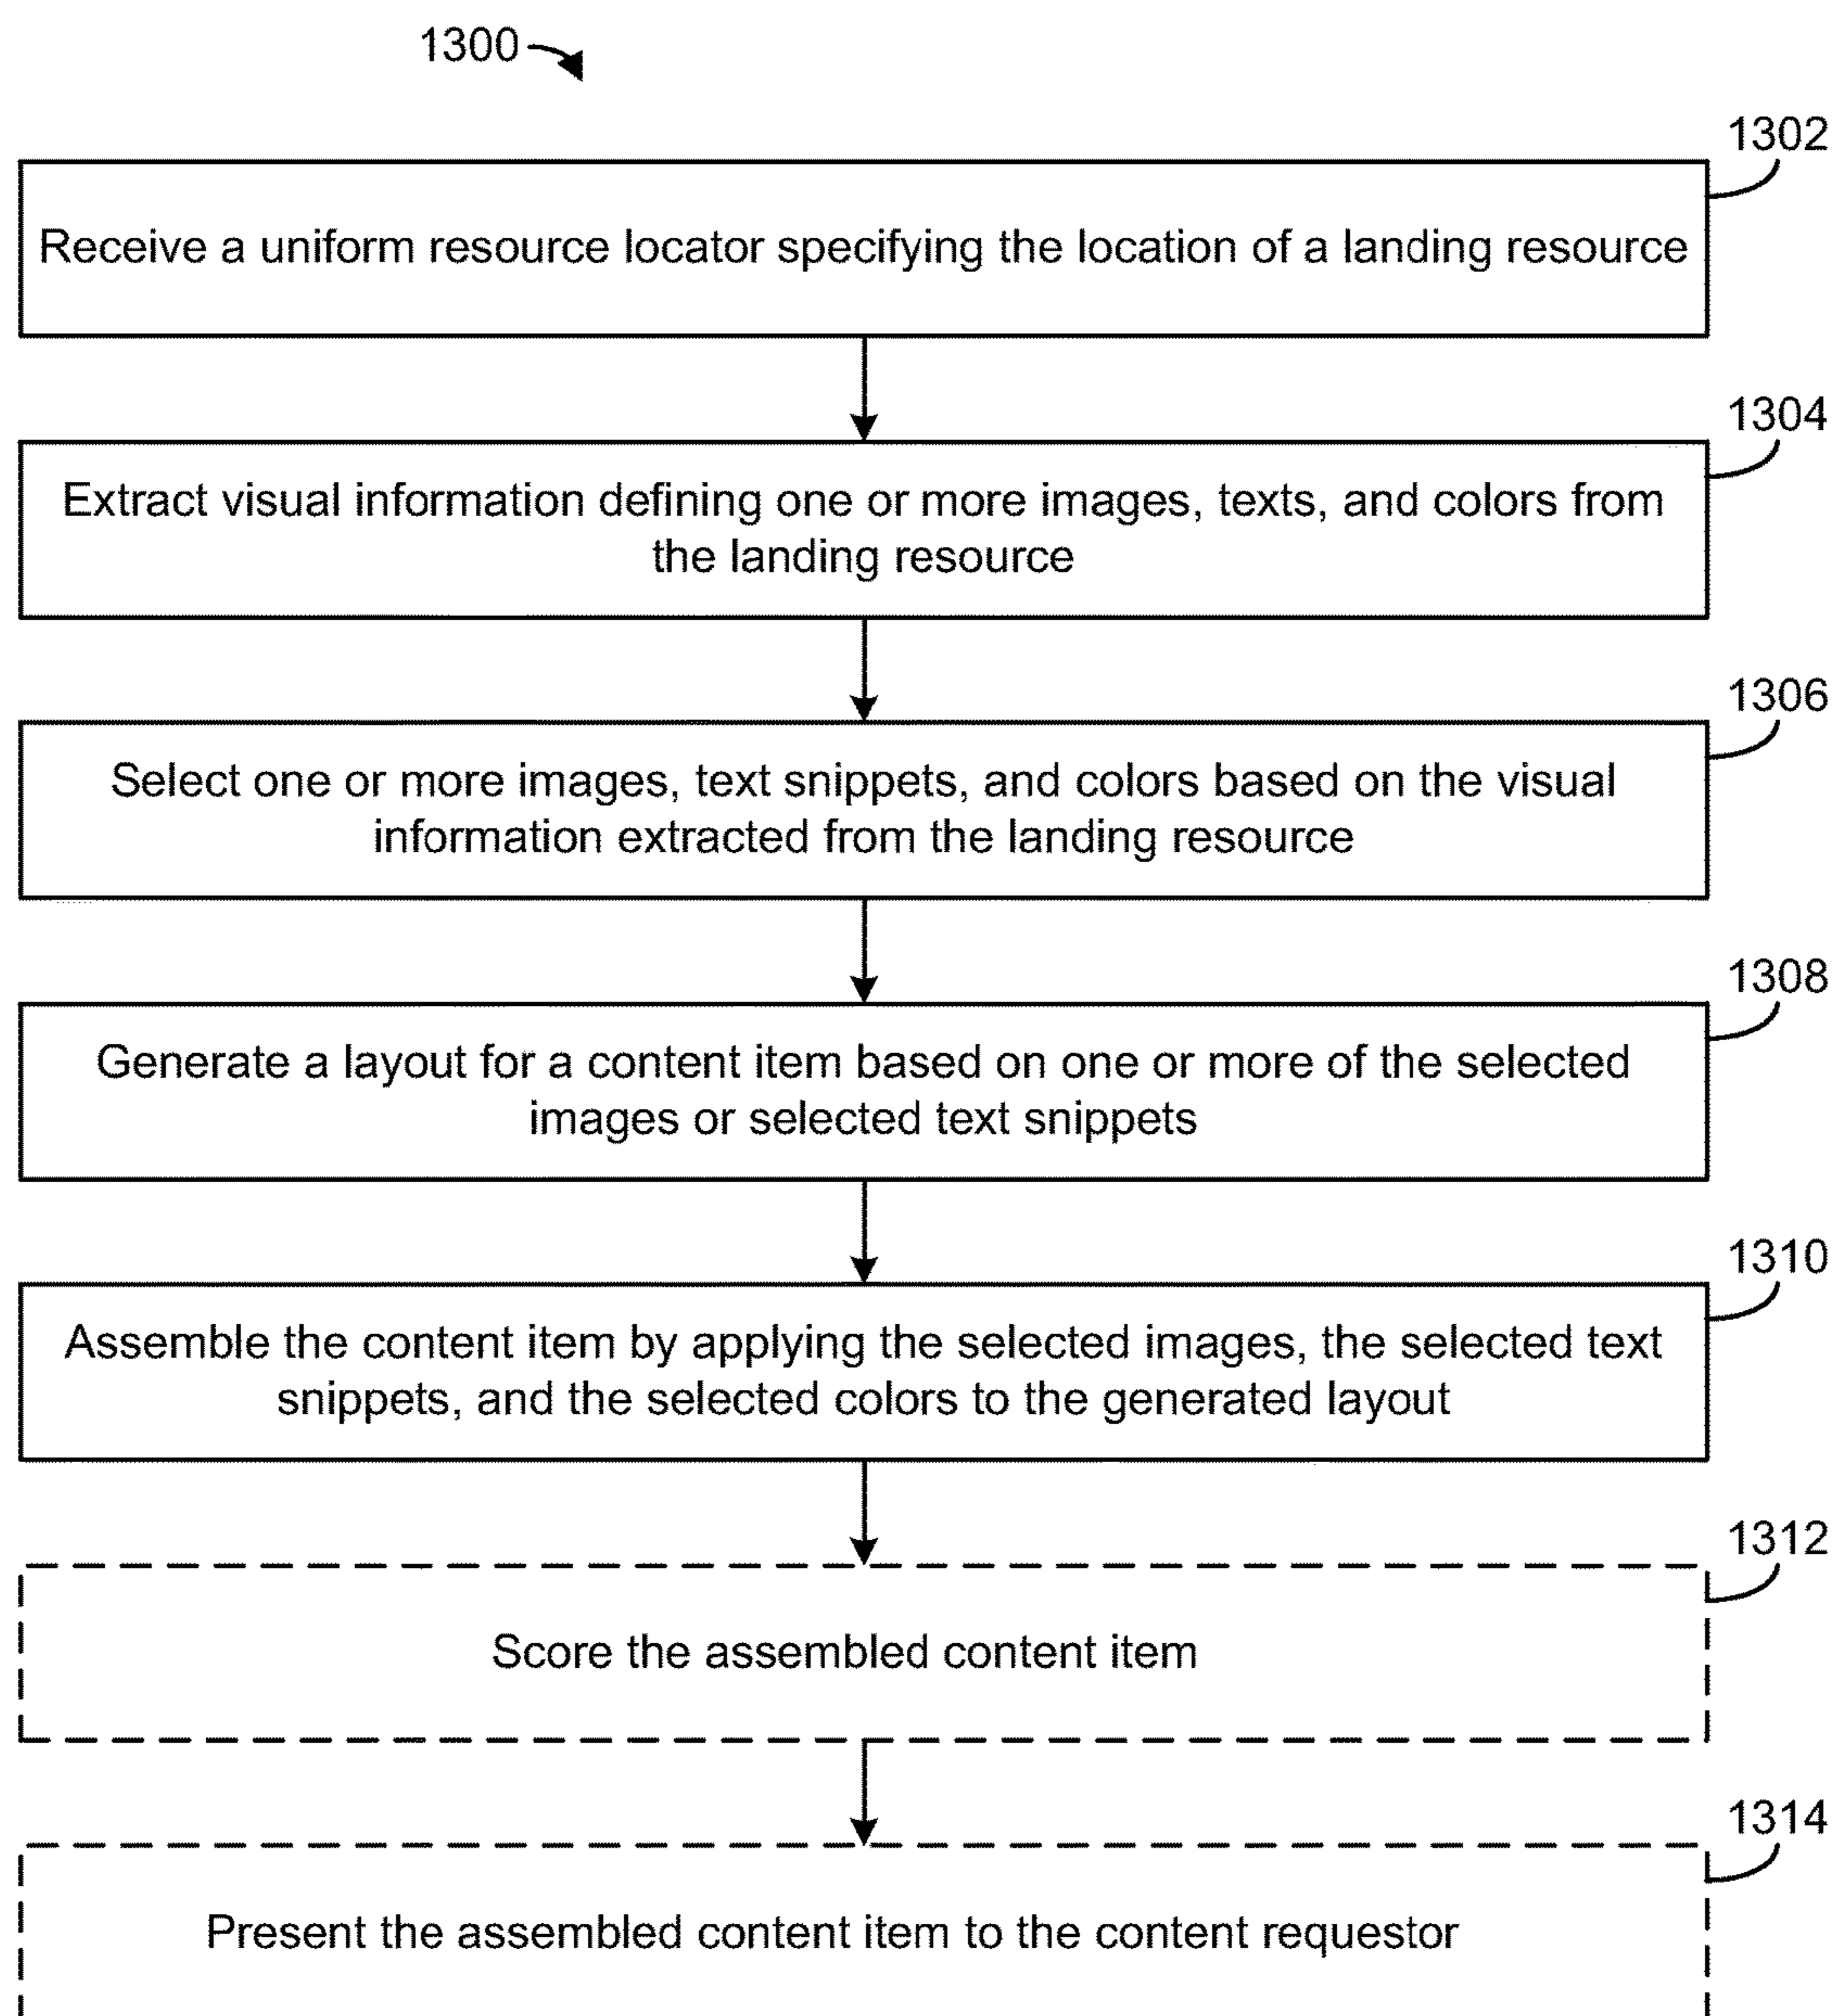 1300
1302
Receive a uniform resource locator specifying the location of a landing resource
1304
Extract visual information defining one or more images, texts, and colors from
the landing resource
1306
Select one or more images, text snippets, and colors based on the visual
information extracted from the landing resource
1308
Generate a layout for a content item based on one or more of the selected
images or selected text snippets
1310
Assemble the content item by applying the selected images, the selected text
snippets, and the selected colors to the generated layout
1312
Score the assembled content item
1314
Present the assembled content item to the content requestor